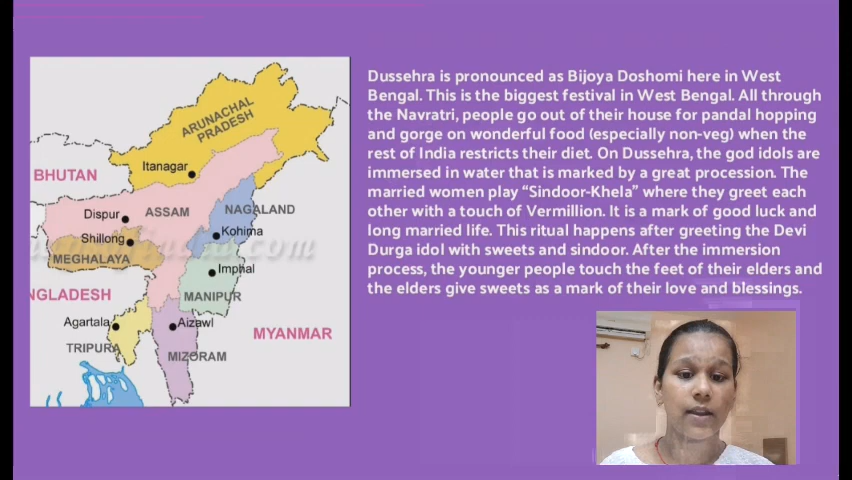 Dussehra is pronounced as Bijoya Doshomi here in West
Bengal. This is the biggest festival in West Bengal. All through
the Navratri, people go out of their house for pandal hopping
and gorge on wonderful food (especially non-veg) when the
rest of India restricts their diet. On Dussehra, the god idols are
immersed in water that is marked by a great procession. The
married women play “Sindoor-Khela” where they greet each
other with a touch of Vermillion. It is a mark of good luck and
long married life. This ritual happens after greeting the Devi
Durga idol with sweets and sindoor. After the immersion
process, the younger people touch the feet of their elders and
the elders give sweets as a mark of their love and blessings.
ARUNACHAL
PRADESH
Itanagar
BHUTAN
Dispur
ASSAM
NAGALAND
Shillong
Kohima
MEGHALAYA
Imphal
NGLADESH
MANIPUR
Agartala
Aizawl
MYANMAR
TRIPURA
MIZORAM